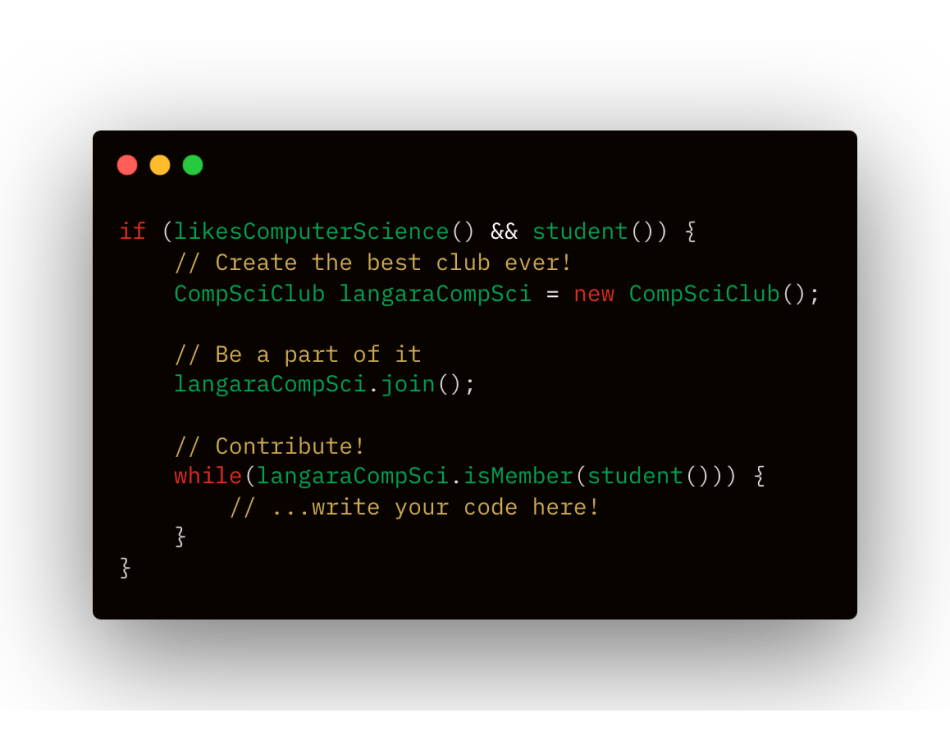 if (likesComputerScience() && student()) {
    // Create the best club ever!
    CompSciClub langaraCompSci = new CompSciClub();

    // Be a part of it
    langaraCompSci.join();

    // Contribute!
    while(langaraCompSci.isMember(student())) {
        // ...write your code here!
    }
}